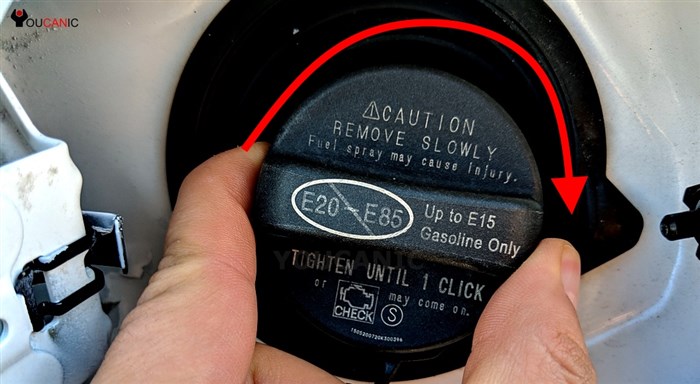 YOUCANIC
⚠CAUTION
REMOVE SLOWLY
Fuel spray may cause injury.
E20-E85
Up to E15
Gasoline Only
YOUCANIC
TIGHTEN UNTIL 1 CLICK
or CHECK S may come on.